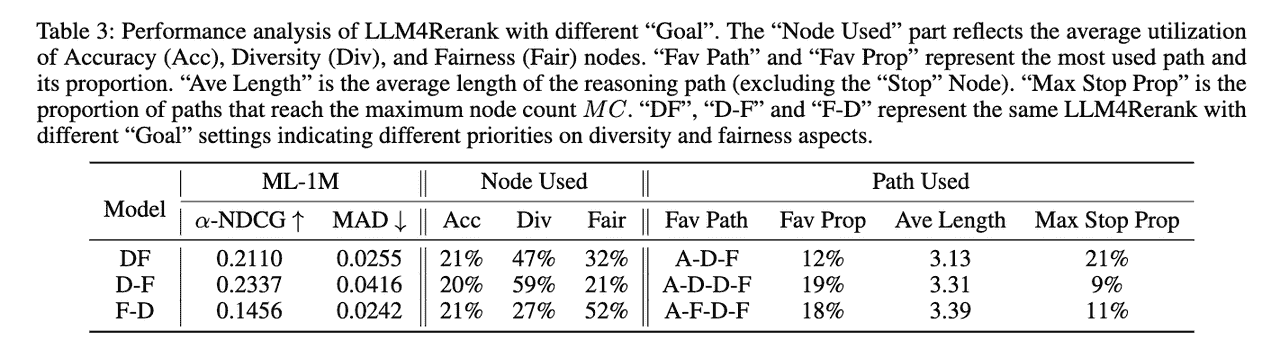 Table 3: Performance analysis of LLM4Rerank with different “Goal”. The “Node Used” part reflects the average utilization
of Accuracy (Acc), Diversity (Div), and Fairness (Fair) nodes. “Fav Path” and “Fav Prop” represent the most used path and
its proportion. “Ave Length” is the average length of the reasoning path (excluding the “Stop” Node). “Max Stop Prop” is the
proportion of paths that reach the maximum node count MC. “DF”, “D-F” and “F-D” represent the same LLM4Rerank with
different “Goal” settings indicating different priorities on diversity and fairness aspects.
Model ML-1M Node Used Path Used
α-NDCG ↑ MAD ↓ Acc Div Fair Fav Path Fav Prop Ave Length Max Stop Prop
DF 0.2110 0.0255 21% 47% 32% A-D-F 12% 3.13 21%
D-F 0.2337 0.0416 20% 59% 21% A-D-D-F 19% 3.31 9%
F-D 0.1456 0.0242 21% 27% 52% A-F-D-F 18% 3.39 11%